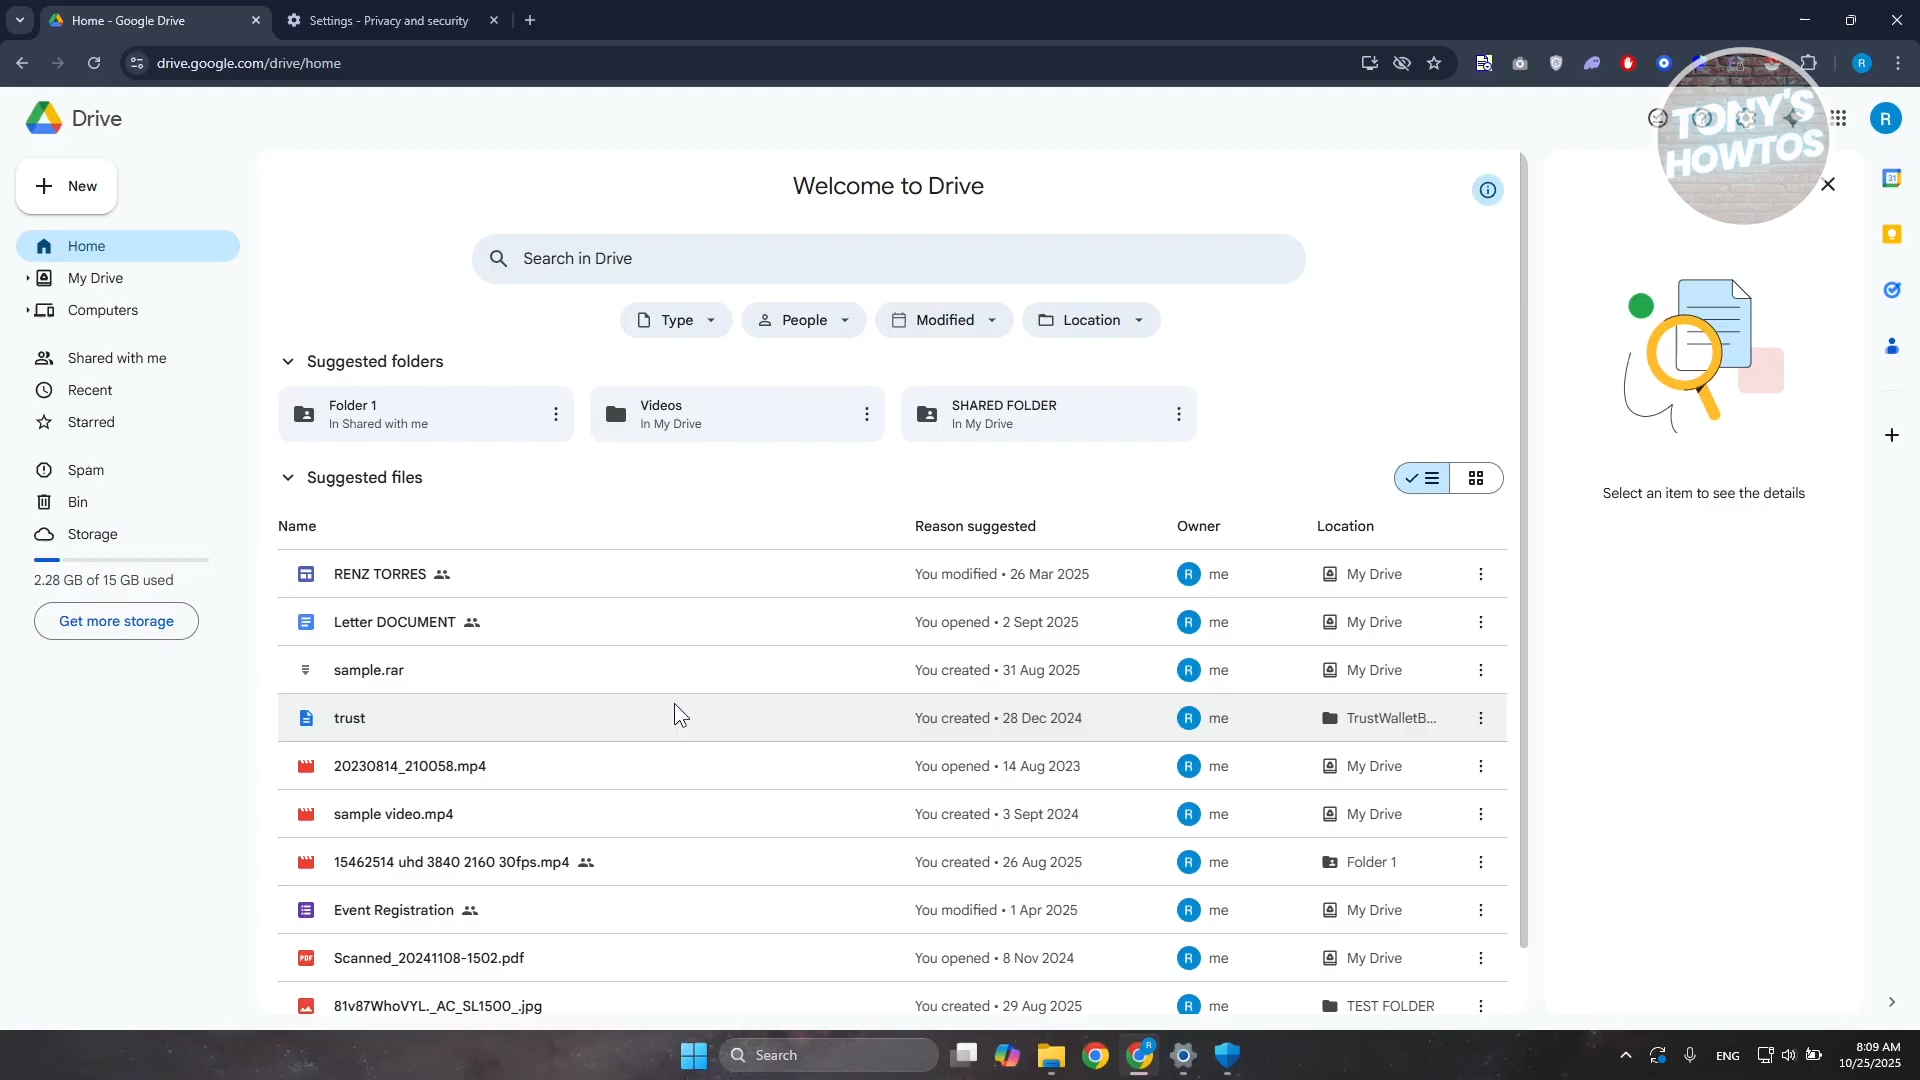 Home - Google Drive
Settings - Privacy and security
drive.google.com/drive/home
R
Drive
TONY'S
HOWTOS
R
New
Welcome to Drive
31
Home
Search in Drive
My Drive
Computers
Type
People
Modified
Location
Shared with me
Suggested folders
Recent
Folder 1
In Shared with me
Videos
In My Drive
SHARED FOLDER
In My Drive
Starred
Spam
Suggested files
Select an item to see the details
Bin
Name
Reason suggested
Owner
Location
Storage
2.28 GB of 15 GB used
Get more storage
RENZ TORRES
You modified • 26 Mar 2025
R me
My Drive
Letter DOCUMENT
You opened • 2 Sept 2025
R me
My Drive
sample.rar
You created • 31 Aug 2025
R me
My Drive
trust
You created • 28 Dec 2024
R me
TrustWalletB...
20230814_210058.mp4
You opened • 14 Aug 2023
R me
My Drive
sample video.mp4
You created • 3 Sept 2024
R me
My Drive
15462514 uhd 3840 2160 30fps.mp4
You created • 26 Aug 2025
R me
Folder 1
Event Registration
You modified • 1 Apr 2025
R me
My Drive
PDF
Scanned_20241108-1502.pdf
You opened • 8 Nov 2024
R me
My Drive
81v87WhoVYL._AC_SL1500_.jpg
You created • 29 Aug 2025
R me
TEST FOLDER
Search
R
ENG
8:09 AM
10/25/2025